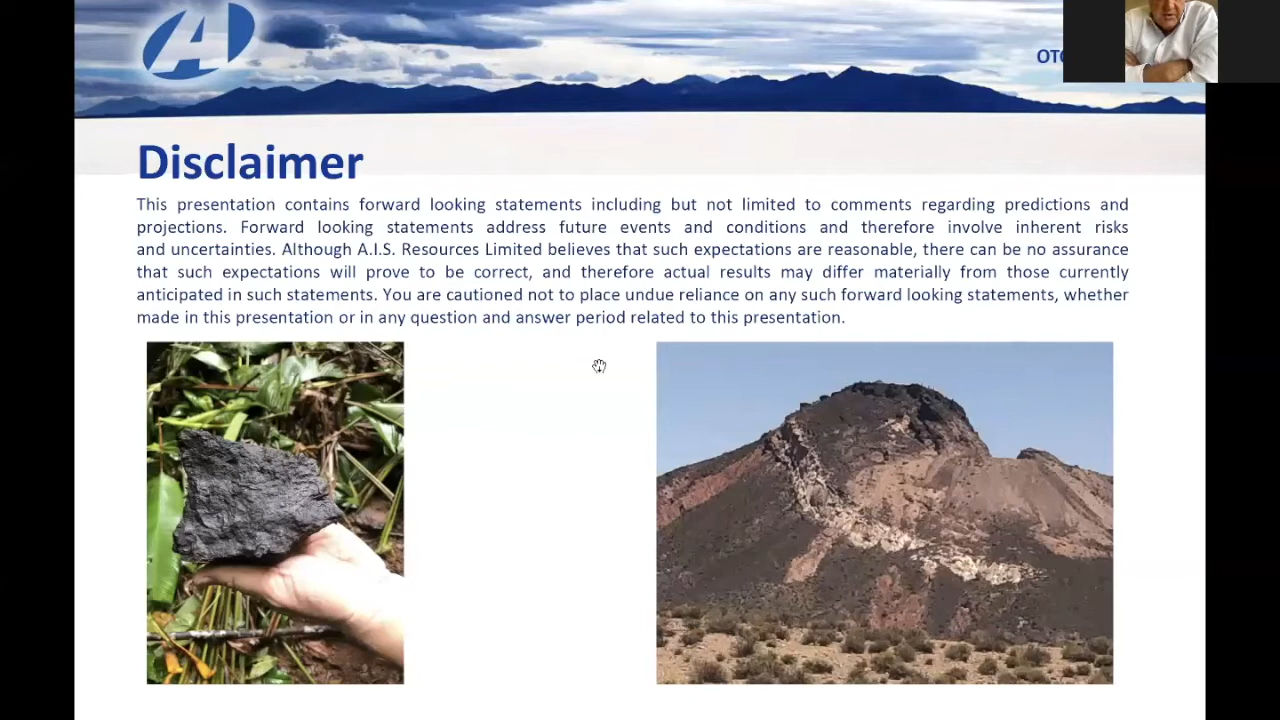 A
OTC
Disclaimer
This presentation contains forward looking statements including but not limited to comments regarding predictions and
projections. Forward looking statements address future events and conditions and therefore involve inherent risks
and uncertainties. Although A.I.S. Resources Limited believes that such expectations are reasonable, there can be no assurance
that such expectations will prove to be correct, and therefore actual results may differ materially from those currently
anticipated in such statements. You are cautioned not to place undue reliance on any such forward looking statements, whether
made in this presentation or in any question and answer period related to this presentation.